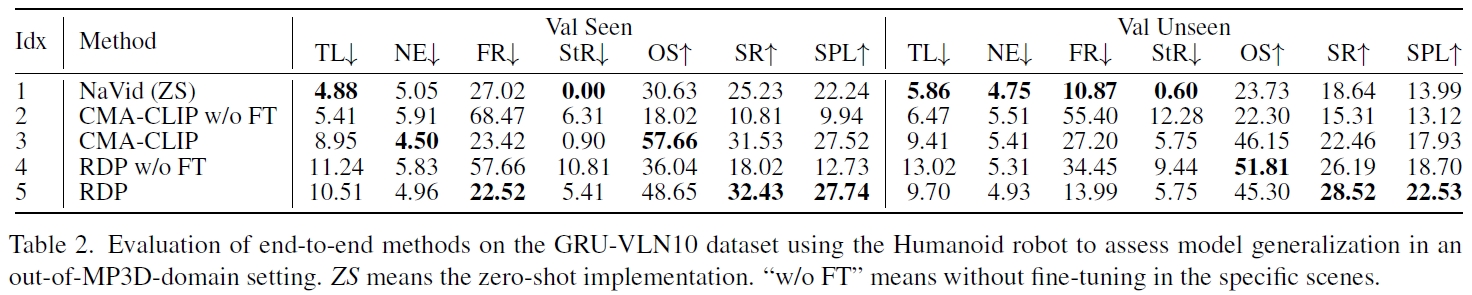 Idx Method Val Seen Val Unseen
TL↓ NE↓ FR↓ StR↓ OS↑ SR↑ SPL↑ TL↓ NE↓ FR↓ StR↓ OS↑ SR↑ SPL↑
1 NaVid (ZS) 4.88 5.05 27.02 0.00 30.63 25.23 22.24 5.86 4.75 10.87 0.60 23.73 18.64 13.99
2 CMA-CLIP w/o FT 5.41 5.91 68.47 6.31 18.02 10.81 9.94 6.47 5.51 55.40 12.28 22.30 15.31 13.12
3 CMA-CLIP 8.95 4.50 23.42 0.90 57.66 31.53 27.52 9.41 5.41 27.20 5.75 46.15 22.46 17.93
4 RDP w/o FT 11.24 5.83 57.66 10.81 36.04 18.02 12.73 13.02 5.31 34.45 9.44 51.81 26.19 18.70
5 RDP 10.51 4.96 22.52 5.41 48.65 32.43 27.74 9.70 4.93 13.99 5.75 45.30 28.52 22.53
Table 2. Evaluation of end-to-end methods on the GRU-VLN10 dataset using the Humanoid robot to assess model generalization in an
out-of-MP3D-domain setting. ZS means the zero-shot implementation. “w/o FT” means without fine-tuning in the specific scenes.